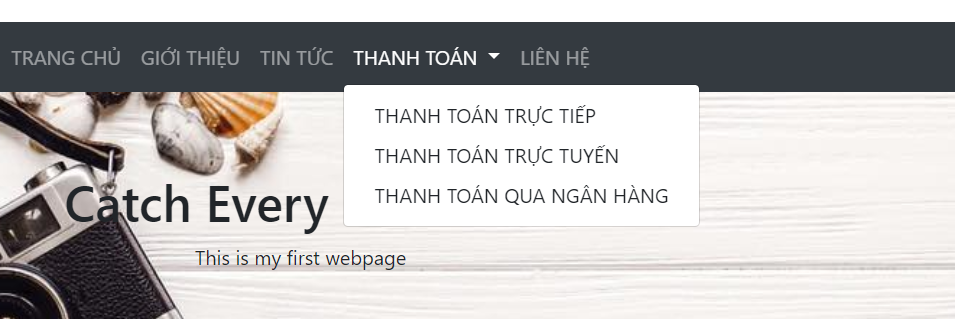 TRANG CHỦ GIỚI THIỆU TIN TỨC THANH TOÁN LIÊN HỆ
THANH TOÁN TRỰC TIẾP
THANH TOÁN TRỰC TUYẾN
THANH TOÁN QUA NGÂN HÀNG
Catch Every
This is my first webpage